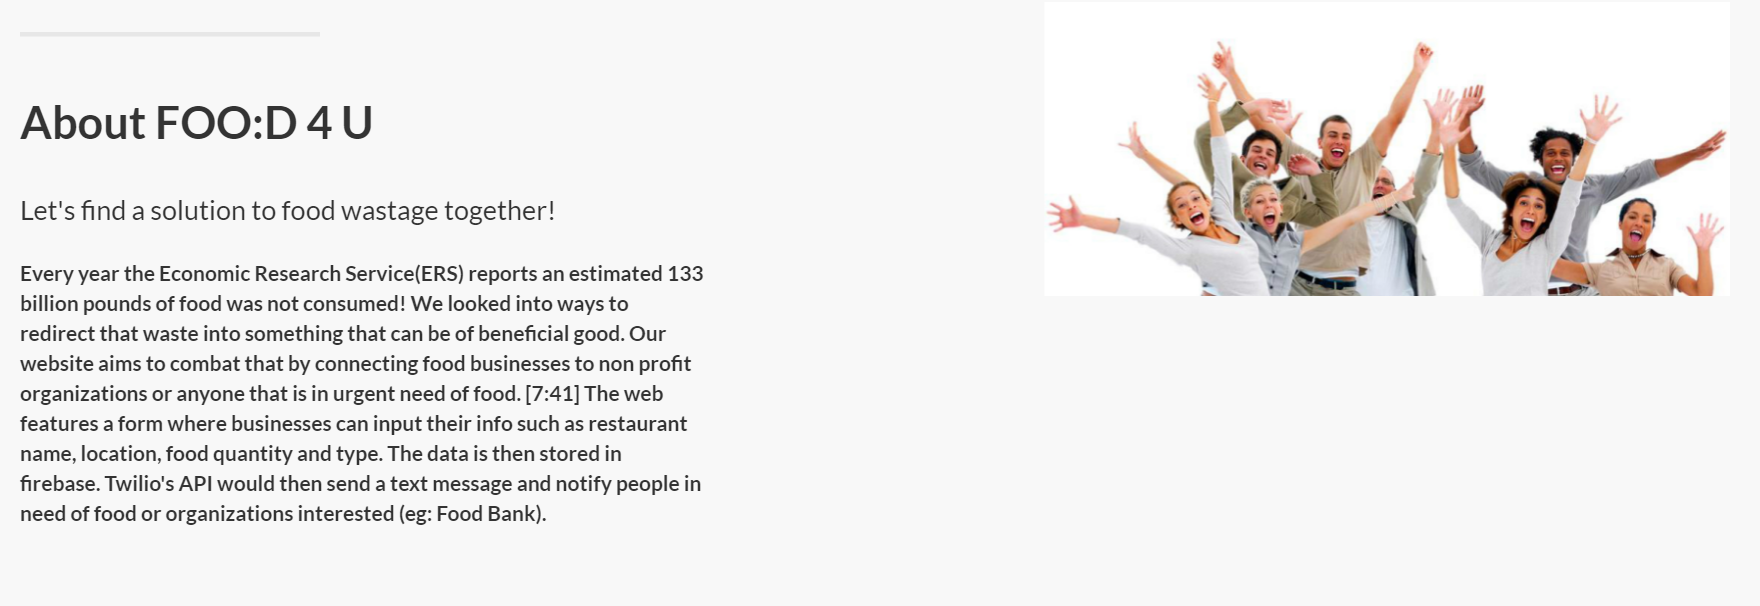 About FOO:D 4 U
Let's find a solution to food wastage together!
Every year the Economic Research Service(ERS) reports an estimated 133
billion pounds of food was not consumed! We looked into ways to
redirect that waste into something that can be of beneficial good. Our
website aims to combat that by connecting food businesses to non profit
organizations or anyone that is in urgent need of food. [7:41] The web
features a form where businesses can input their info such as restaurant
name, location, food quantity and type. The data is then stored in
firebase. Twilio's API would then send a text message and notify people in
need of food or organizations interested (eg: Food Bank).